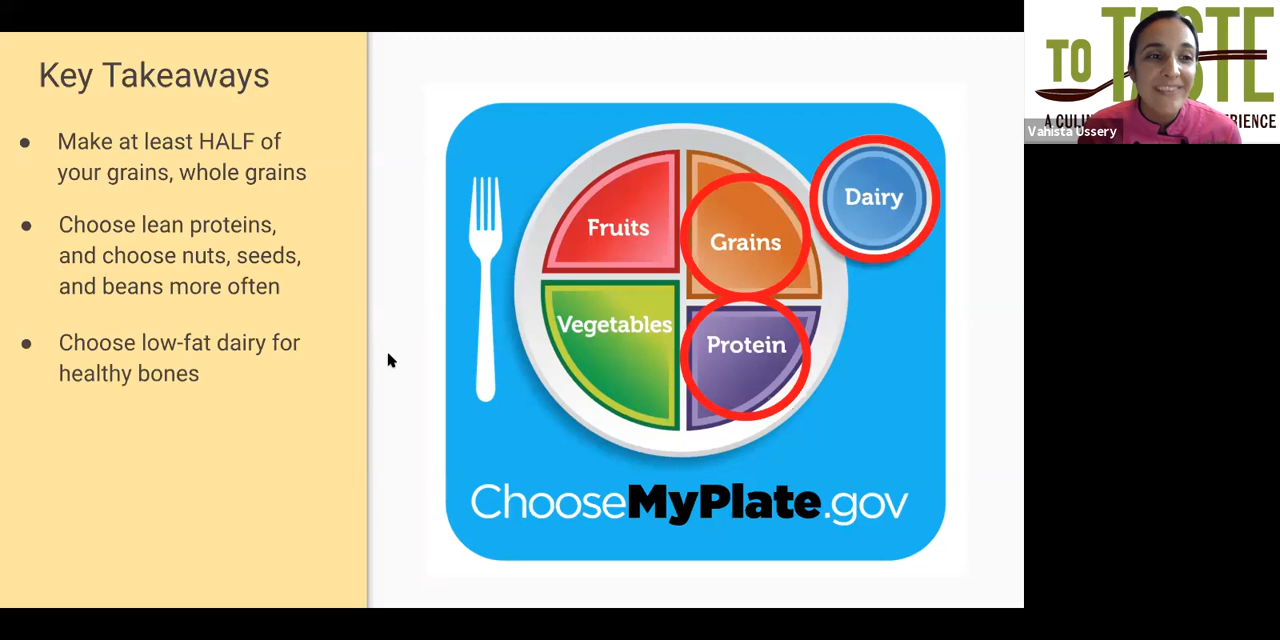 Key Takeaways
● Make at least HALF of
your grains, whole grains
● Choose lean proteins,
and choose nuts, seeds,
and beans more often
● Choose low-fat dairy for
healthy bones
Fruits
Grains
Dairy
Vegetables
Protein
ChooseMyPlate.gov
TO TASTE
Vahista Ussery